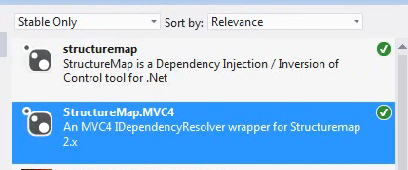 Stable Only Sort by: Relevance
structuremap
StructureMap is a Dependency Injection / Inversion
of Control tool for .Net
StructureMap.MVC4
An MVC4 IDependencyResolver wrapper for Structuremap
2.x